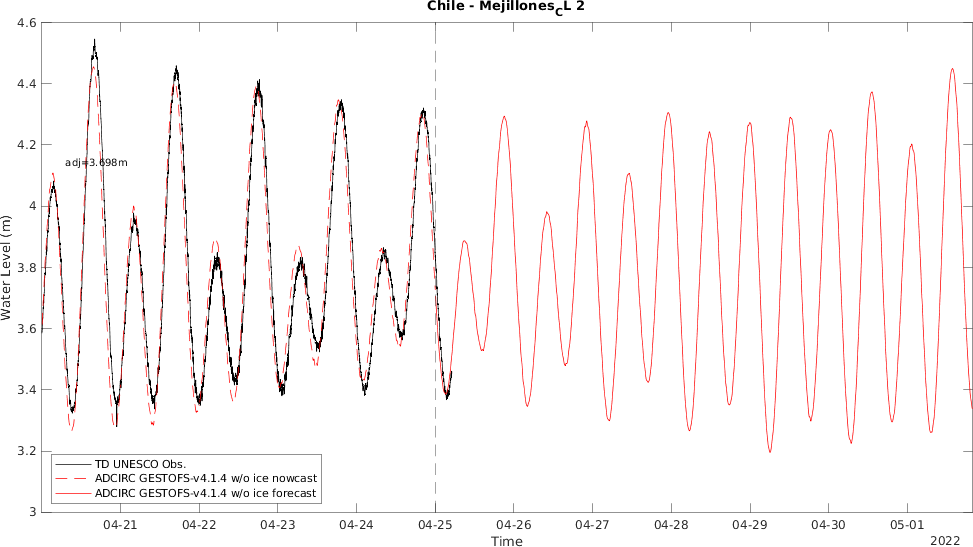 Chile - Mejillones_CL 2
4.6
4.4
4.2
4
3.8
3.6
3.4
3.2
3
Water Level (m)
adj=3.698m
TD UNESCO Obs.
ADCIRC GESTOFS-v4.1.4 w/o ice nowcast
ADCIRC GESTOFS-v4.1.4 w/o ice forecast
04-21 04-22 04-23 04-24 04-25 04-26 04-27 04-28 04-29 04-30 05-01
Time
2022